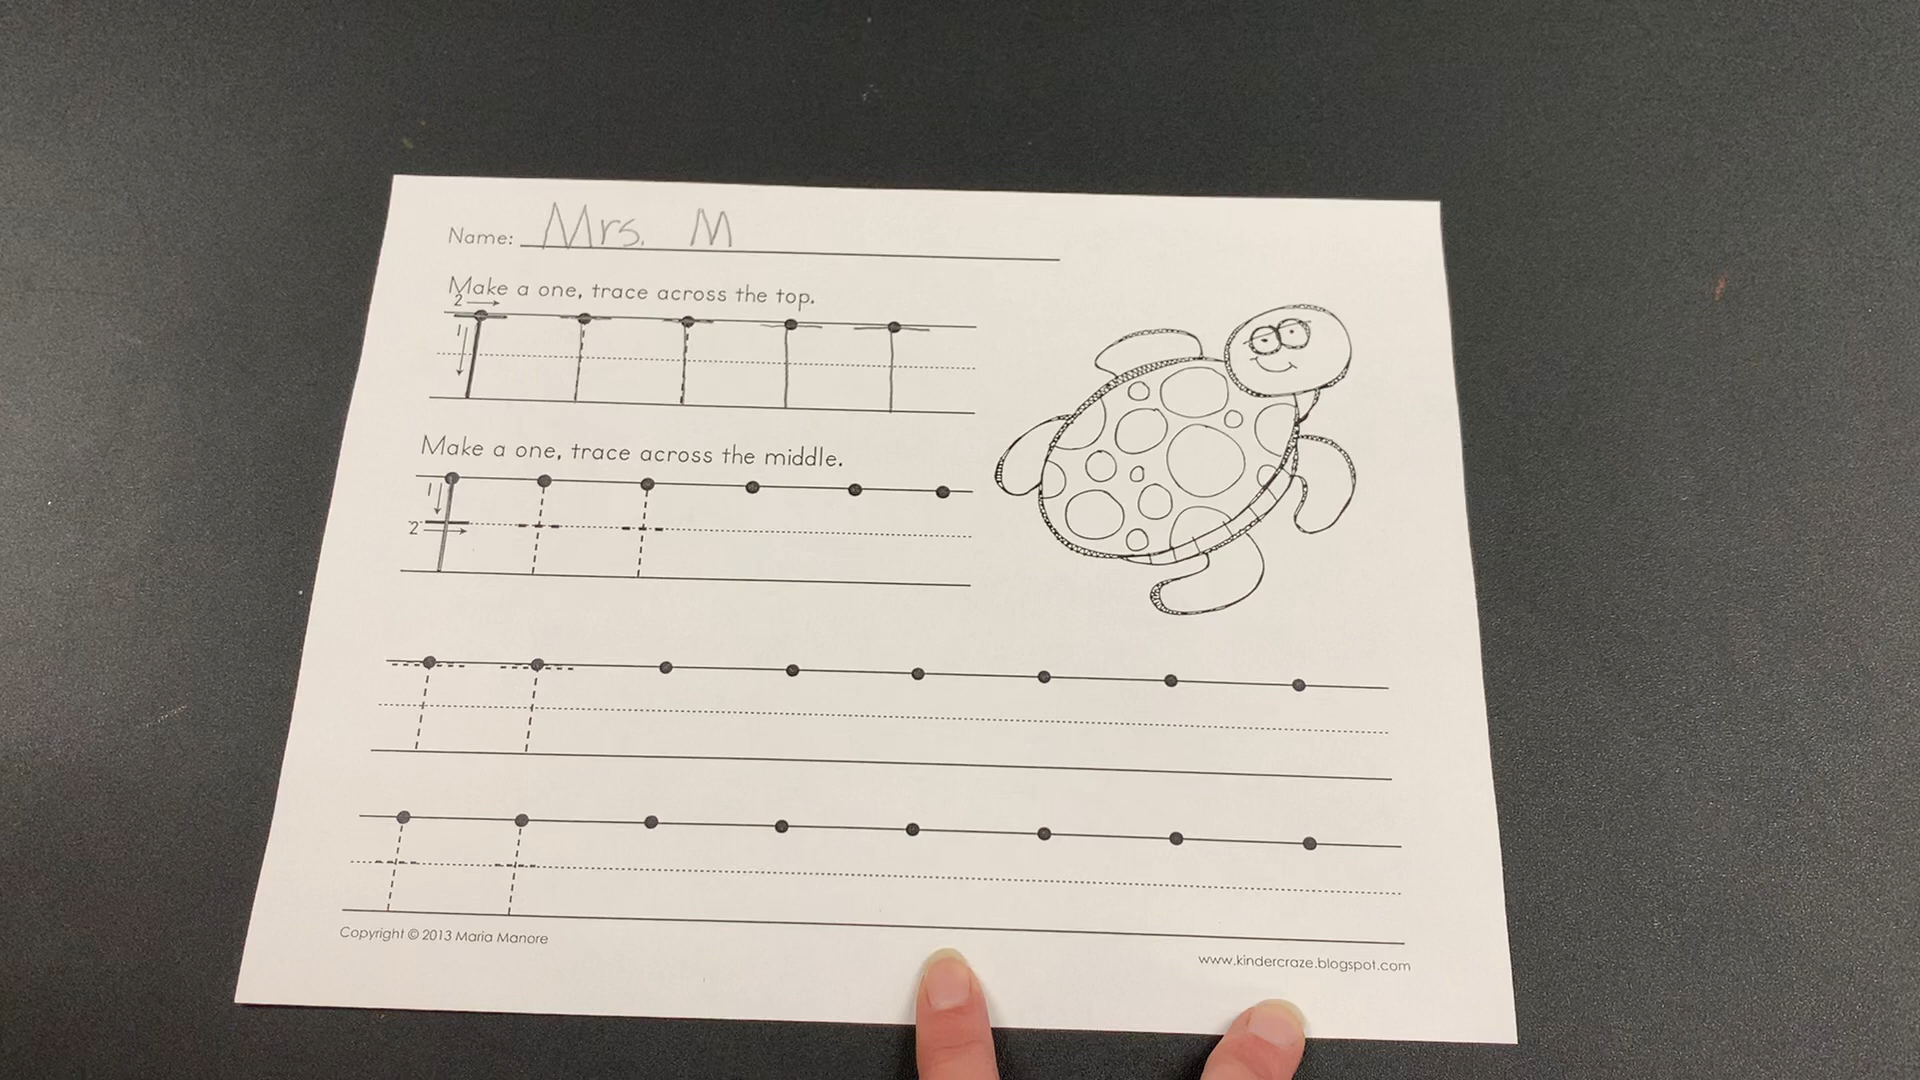 Name: Mrs. M
Make a one, trace across the top.
2
1
T T T T T
Make a one, trace across the middle.
1
2
t t t
T T
t t
Copyright © 2013 Maria Manore
www.kindercraze.blogspot.com